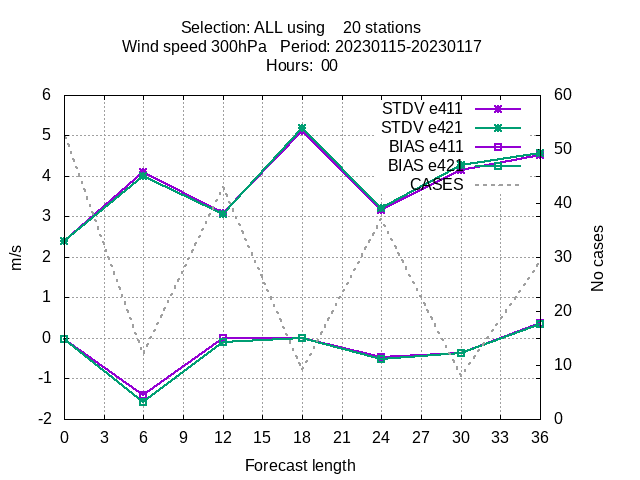 Selection: ALL using    20 stations
Wind speed 300hPa   Period: 20230115-20230117
Hours:  00
6
5
4
3
2
1
0
-1
-2
m/s
STDV e411
STDV e421
BIAS e411
BIAS e421
CASES
60
50
40
30
20
10
0
No cases
0 3 6 9 12 15 18 21 24 27 30 33 36
Forecast length